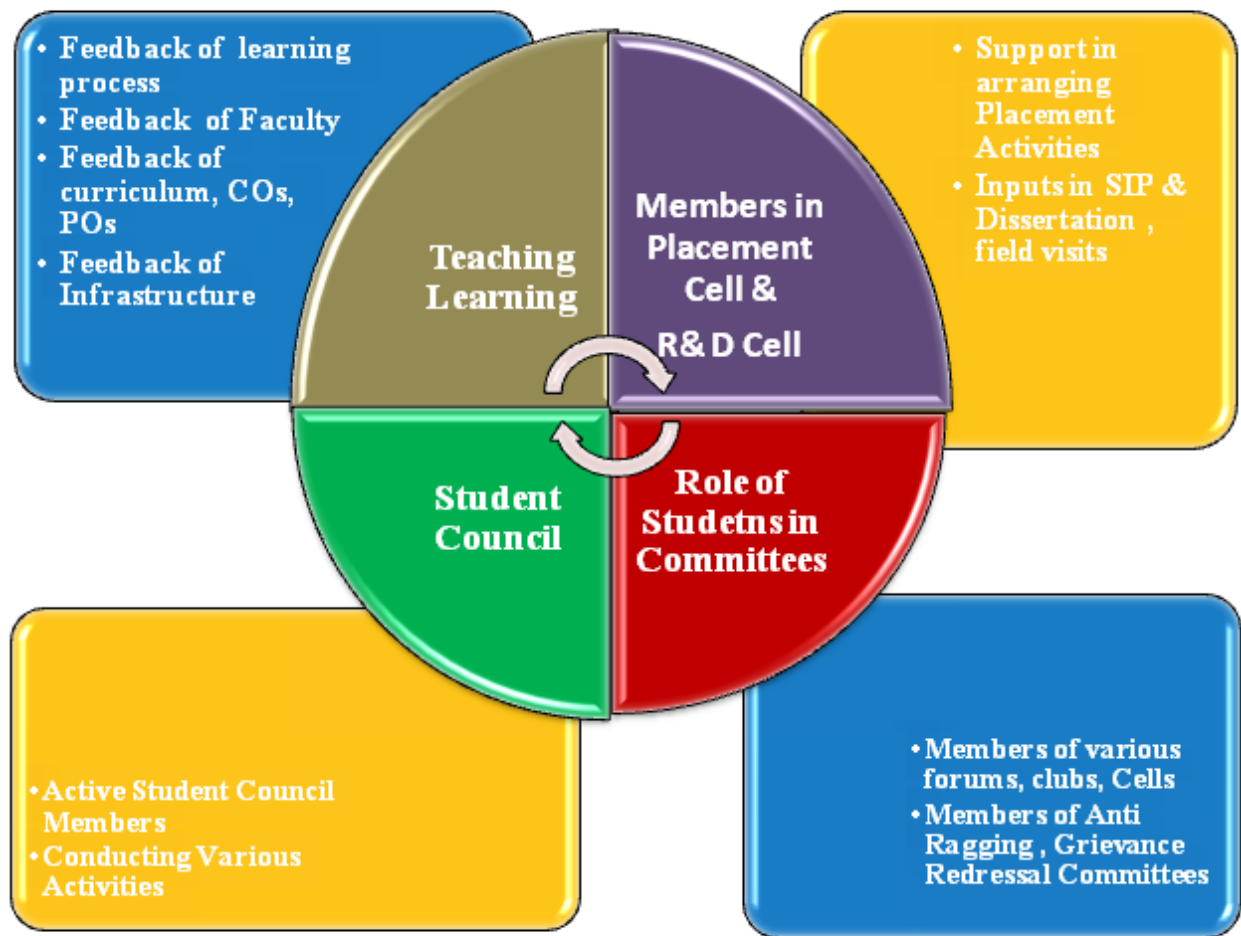 • Feedback of learning
process
• Feedback of Faculty
• Feedback of
curriculum, COs,
POs
• Feedback of
Infrastructure
Teaching
Learning
Members in
Placement
Cell &
R& D Cell
• Support in
arranging
Placement
Activities
• Inputs in SIP &
Dissertation ,
field visits
Student
Council
Role of
Studetns in
Committees
• Active Student Council
Members
• Conducting Various
Activities
• Members of various
forums, clubs, Cells
• Members of Anti
Ragging , Grievance
Redressal Committees